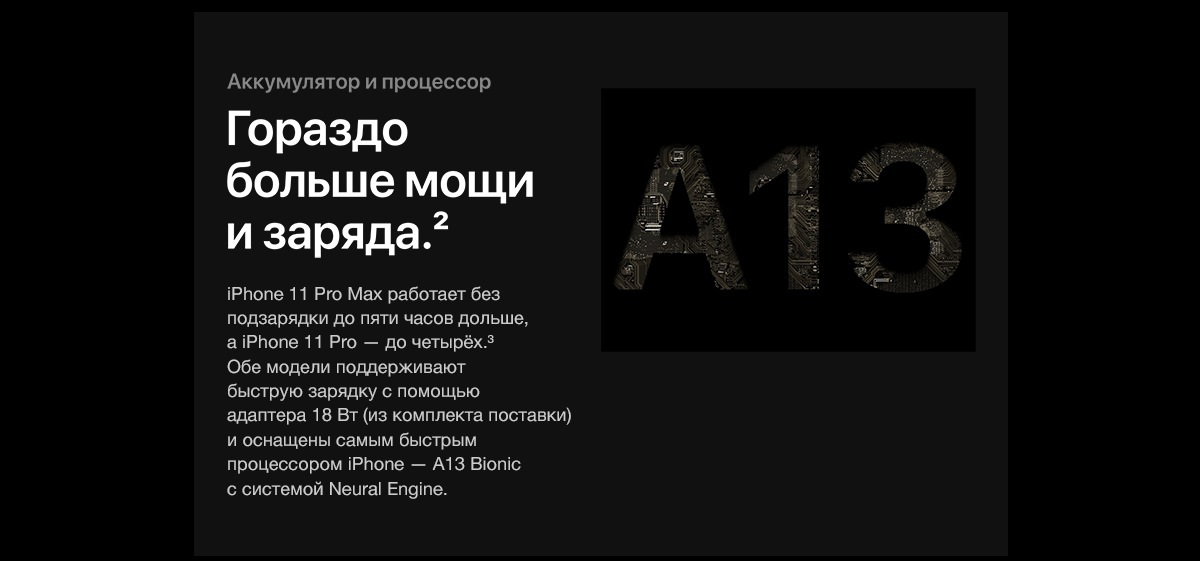 Аккумулятор и процессор
Гораздо
больше мощи
и заряда.²
iPhone 11 Pro Max работает без
подзарядки до пяти часов дольше,
а iPhone 11 Pro — до четырёх.³
Обе модели поддерживают
быструю зарядку с помощью
адаптера 18 Вт (из комплекта поставки)
и оснащены самым быстрым
процессором iPhone — A13 Bionic
с системой Neural Engine.
A13